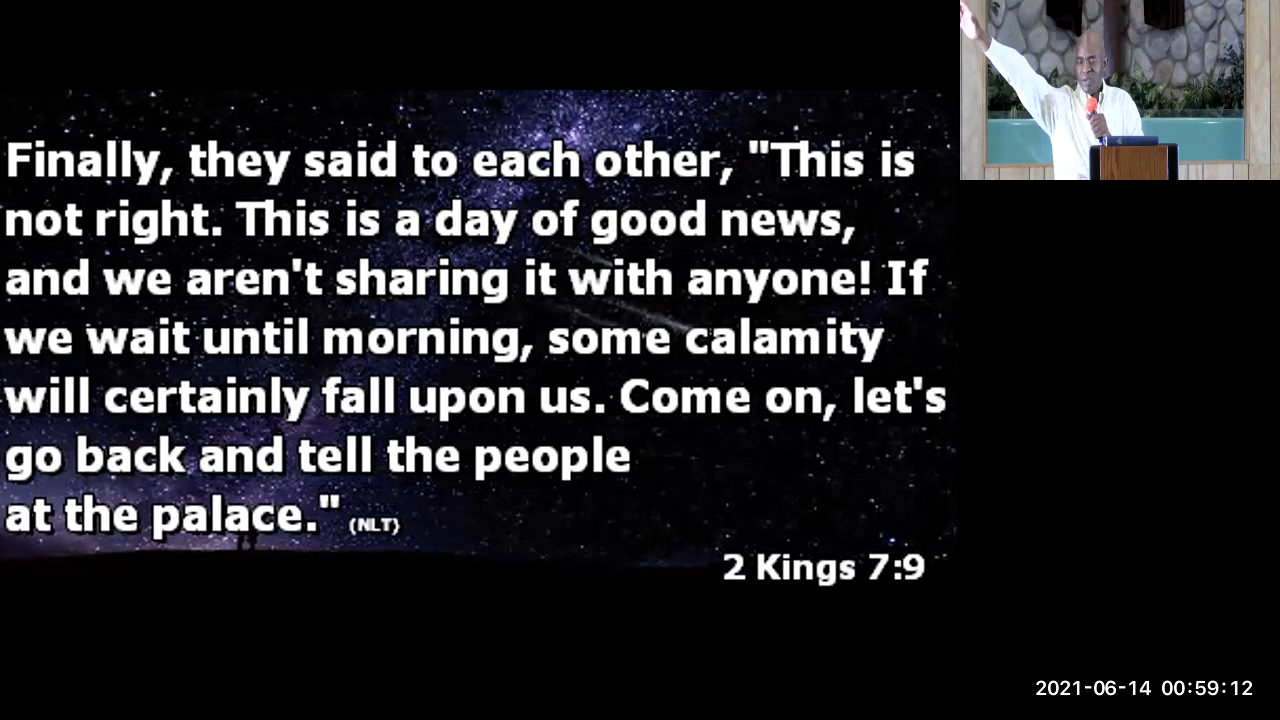 Finally, they said to each other, "This is
not right. This is a day of good news,
and we aren't sharing it with anyone! If
we wait until morning, some calamity
will certainly fall upon us. Come on, let's
go back and tell the people
at the palace." (NLT)
2 Kings 7:9
2021-06-14 00:59:12